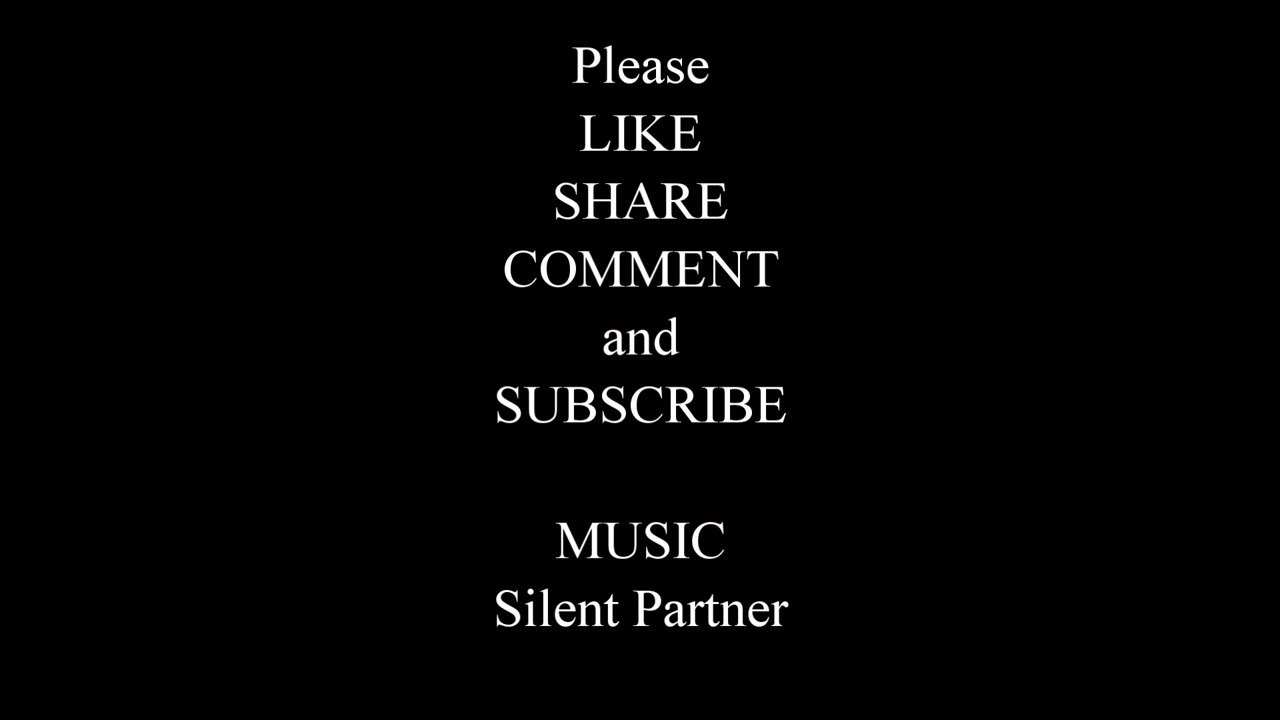 Please
LIKE
SHARE
COMMENT
and
SUBSCRIBE
MUSIC
Silent Partner